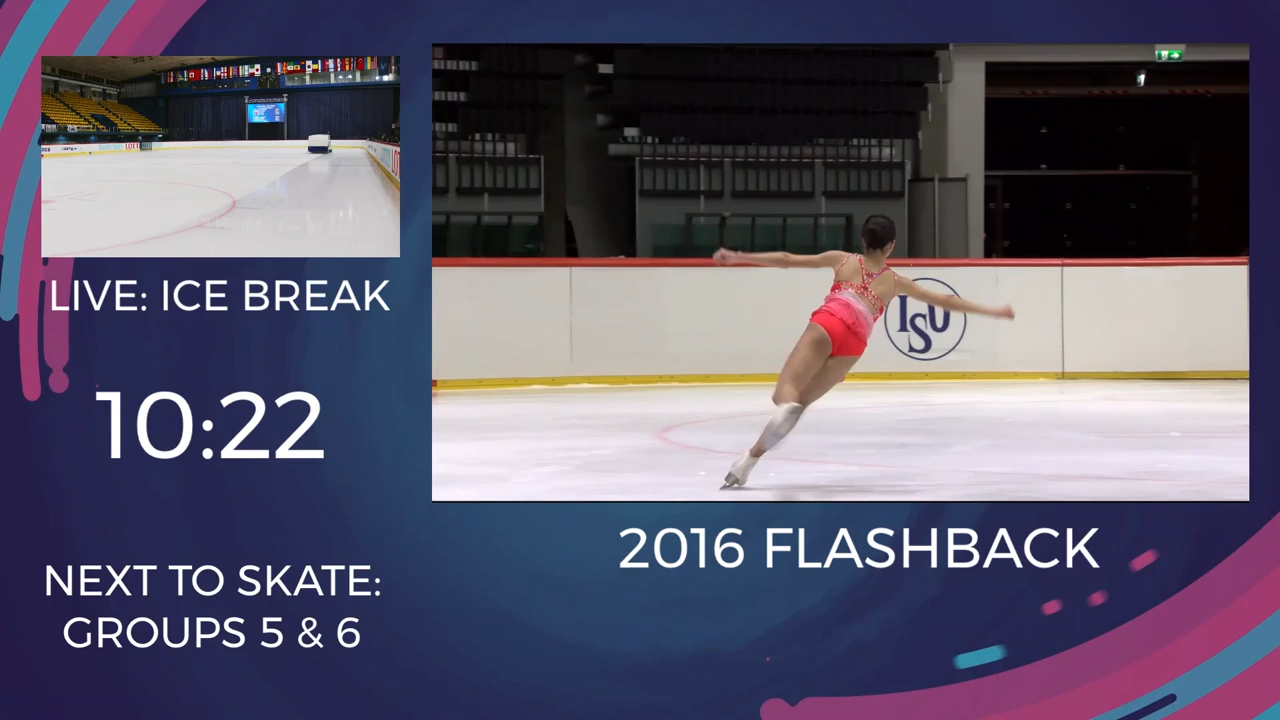 LIVE: ICE BREAK
10:22
NEXT TO SKATE:
GROUPS 5 & 6
ISU
2016 FLASHBACK